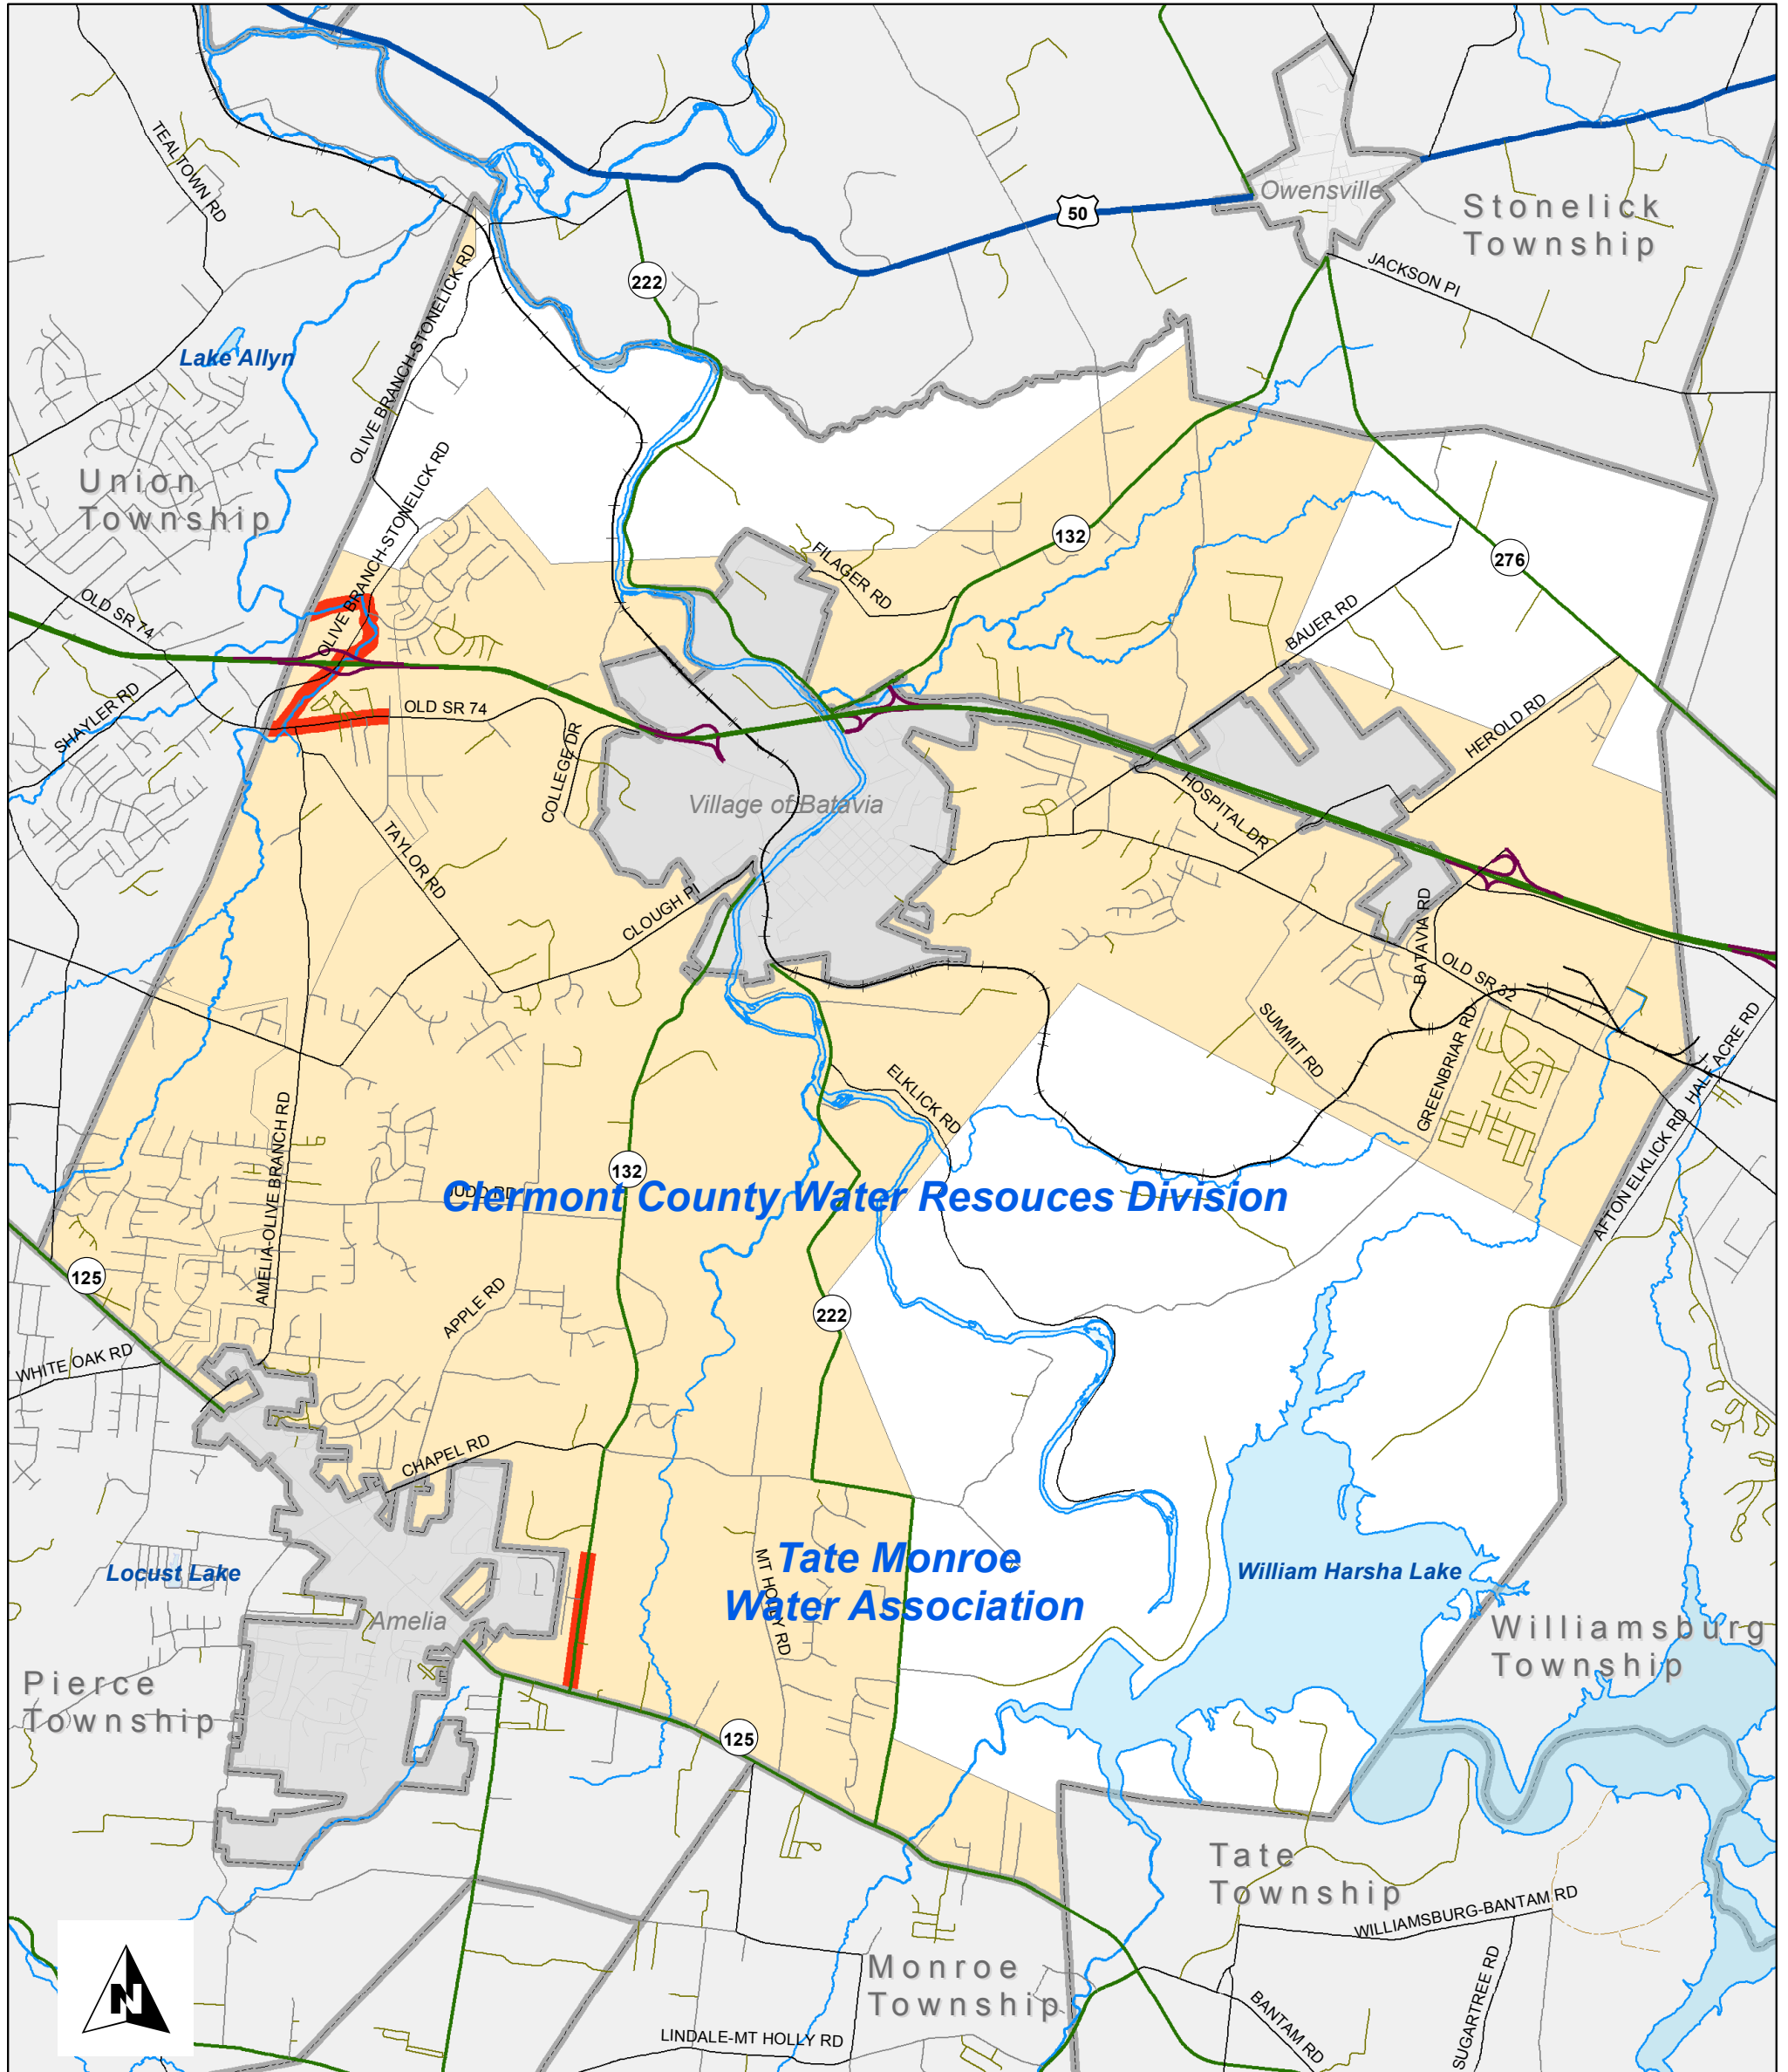 TEALTOWN RD
50
Owensville
Stonelick
Township
JACKSON PI
222
OLIVE BRANCH-STONELICK RD
Lake Allyn
Union
Township
OLIVE BRANCH-STONELICK RD
132
FILAGER RD
276
OLD SR 74
BAUER RD
SHAYLER RD
OLD SR 74
HEROLD RD
COLLEGE DR
Village of Batavia
HOSPITAL DR
TAYLOR RD
CLOUGH PI
BATAVIA RD
OLD SR 32
SUMMIT RD
GREENBRIAR RD
HALF ACRE RD
ELKLICK RD
AFTON ELKLICK RD
AMELIA-OLIVE BRANCH RD
132
JUDD RD
Clermont County Water Resouces Division
125
APPLE RD
222
WHITE OAK RD
CHAPEL RD
Locust Lake
MT HOLLY RD
Tate Monroe
Water Association
William Harsha Lake
Amelia
Williamsburg
Township
Pierce
Township
125
Tate
Township
WILLIAMSBURG-BANTAM RD
Monroe
Township
SUGARTREE RD
BANTAM RD
N
LINDALE-MT HOLLY RD